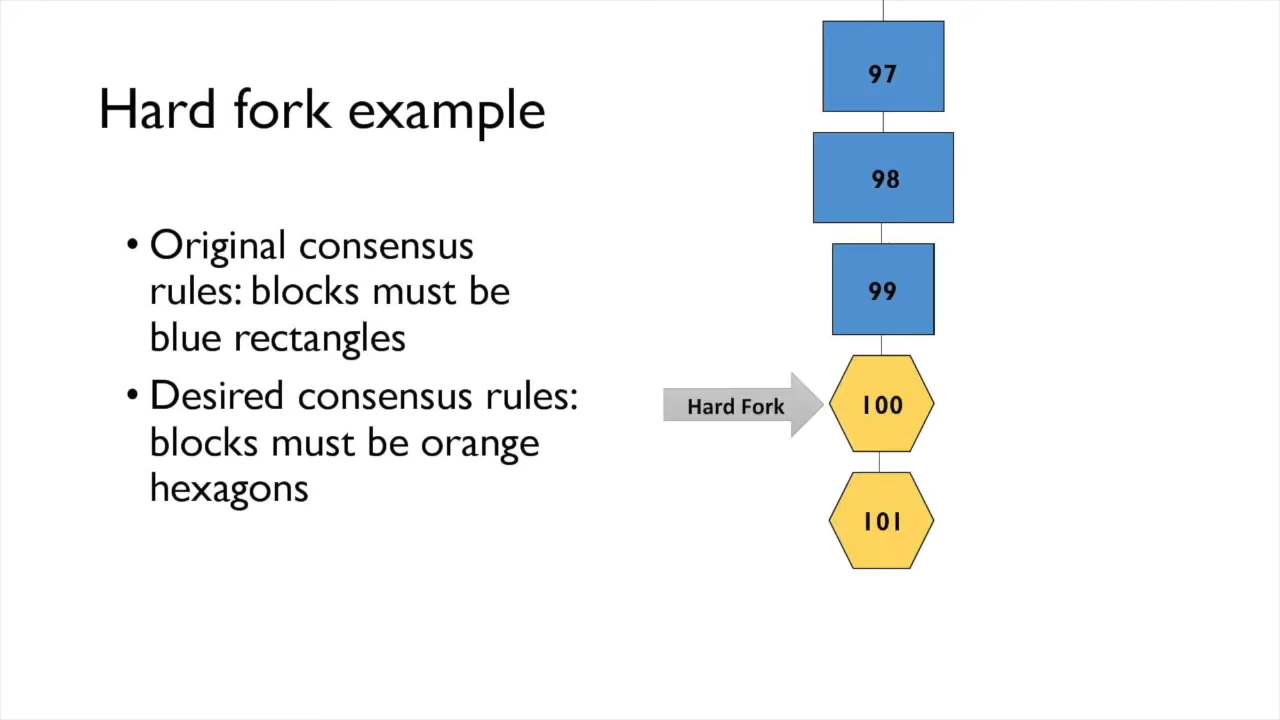 Hard fork example
• Original consensus
rules: blocks must be
blue rectangles
• Desired consensus rules:
blocks must be orange
hexagons
97
98
99
Hard Fork
100
101